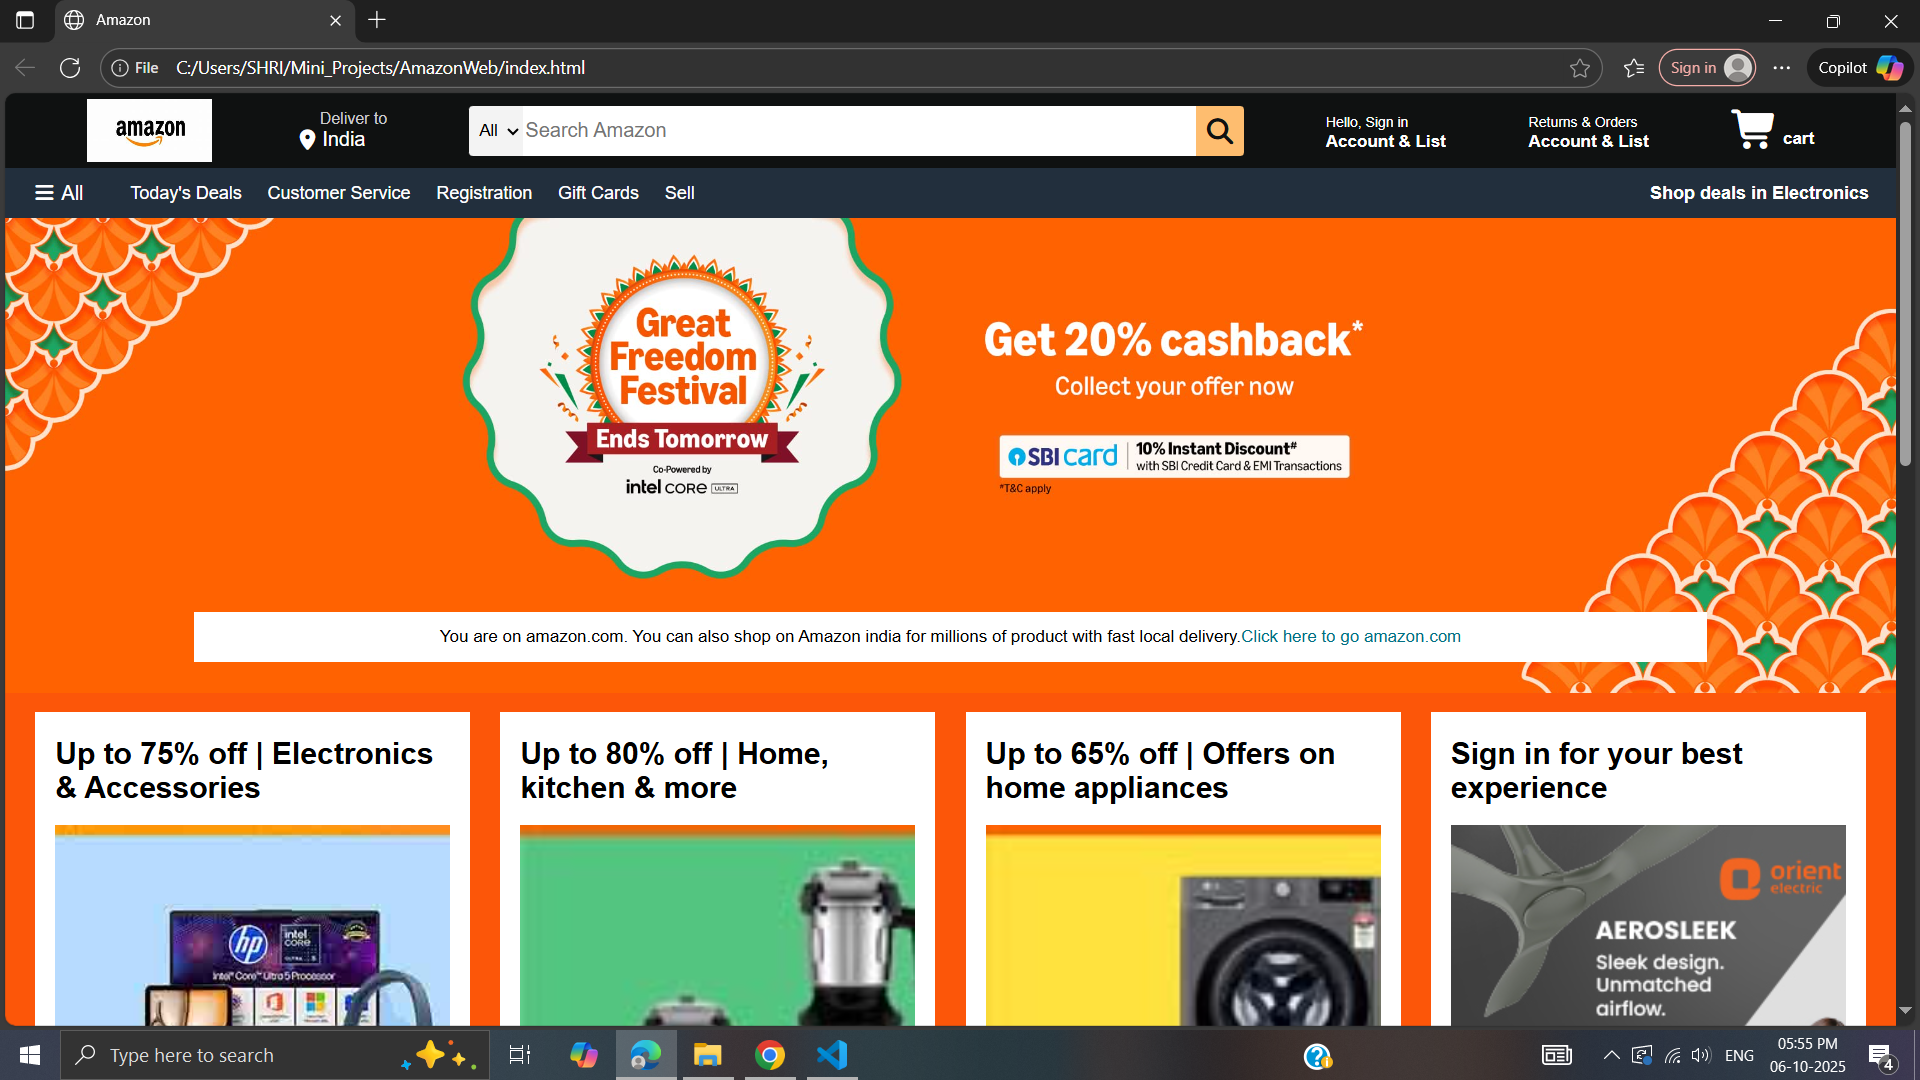 Amazon
File C:/Users/SHRI/Mini_Projects/AmazonWeb/index.html
Sign in
Copilot
amazon
Deliver to
India
All
Search Amazon
Hello, Sign in
Account & List
Returns & Orders
Account & List
cart
All
Today's Deals
Customer Service
Registration
Gift Cards
Sell
Shop deals in Electronics
Great
Freedom
Festival
Ends Tomorrow
Co-Powered by
intel CORE ULTRA
Get 20% cashback*
Collect your offer now
SBI card
10% Instant Discount#
with SBI Credit Card & EMI Transactions
#T&C apply
You are on amazon.com. You can also shop on Amazon india for millions of product with fast local delivery.Click here to go amazon.com
Up to 75% off | Electronics
& Accessories
Up to 80% off | Home,
kitchen & more
Up to 65% off | Offers on
home appliances
Sign in for your best
experience
hp
intel
CORE
Intel® Core™ Ultra 5 Processor
LG
orient
electric
AEROSLEEK
Sleek design.
Unmatched
airflow.
Type here to search
ENG
05:55 PM
06-10-2025
4